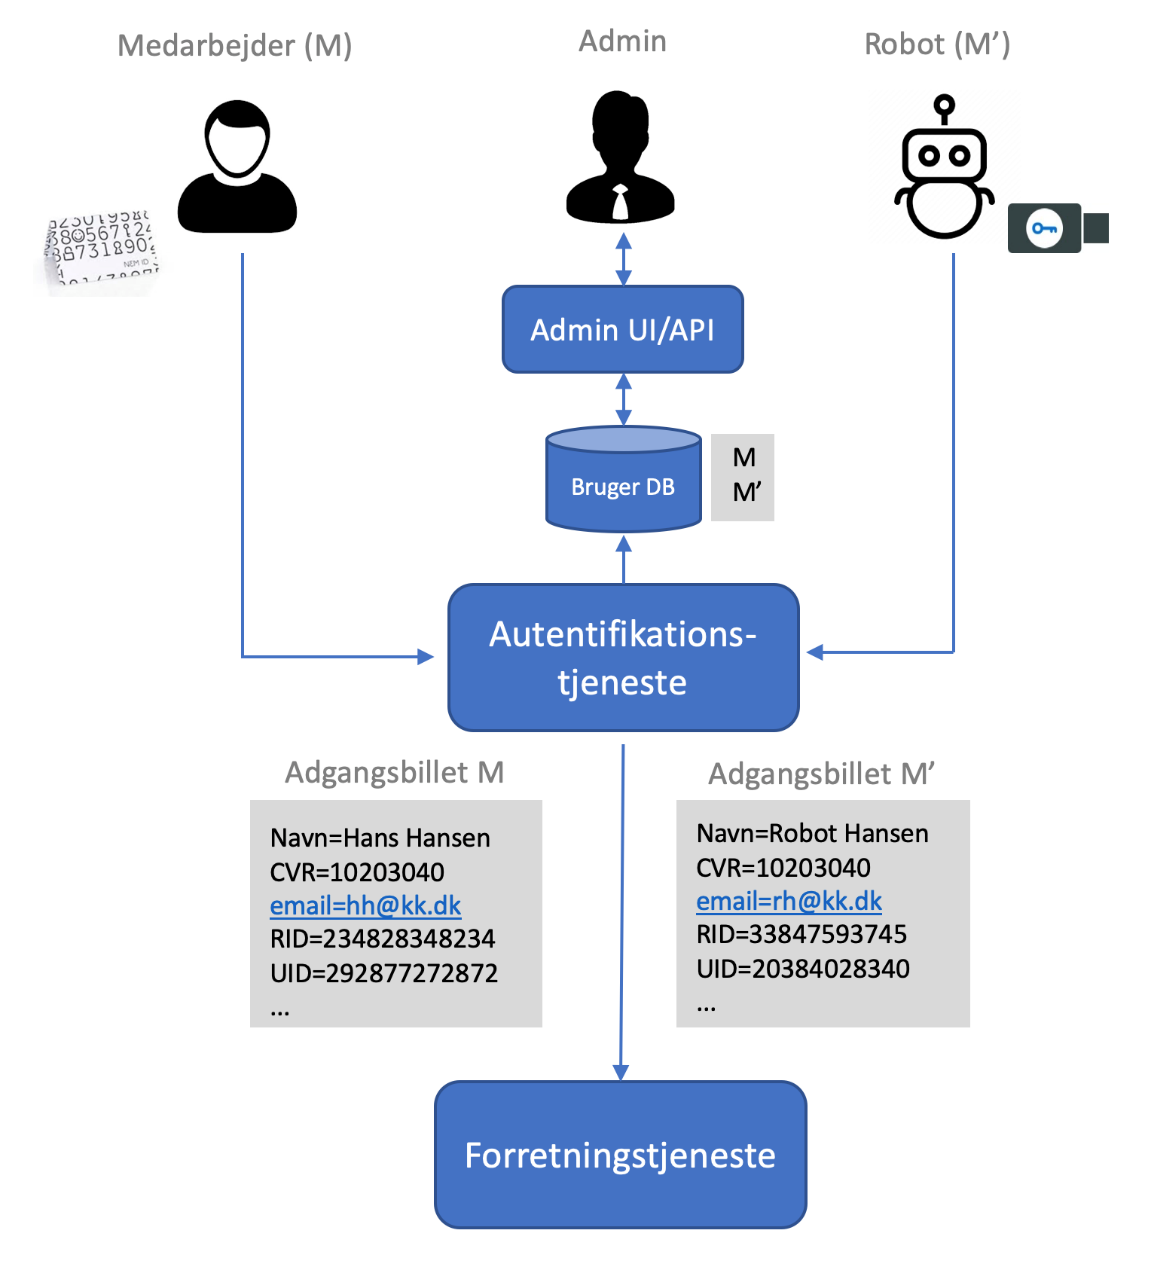 Medarbejder (M)
Admin
Robot (M’)
NEM ID
Admin UI/API
Bruger DB
M
M’
Autentifikations-
tjeneste
Adgangsbillet M
Navn=Hans Hansen
CVR=10203040
email=hh@kk.dk
RID=234828348234
UID=292877272872
...
Adgangsbillet M’
Navn=Robot Hansen
CVR=10203040
email=rh@kk.dk
RID=33847593745
UID=20384028340
...
Forretningstjeneste